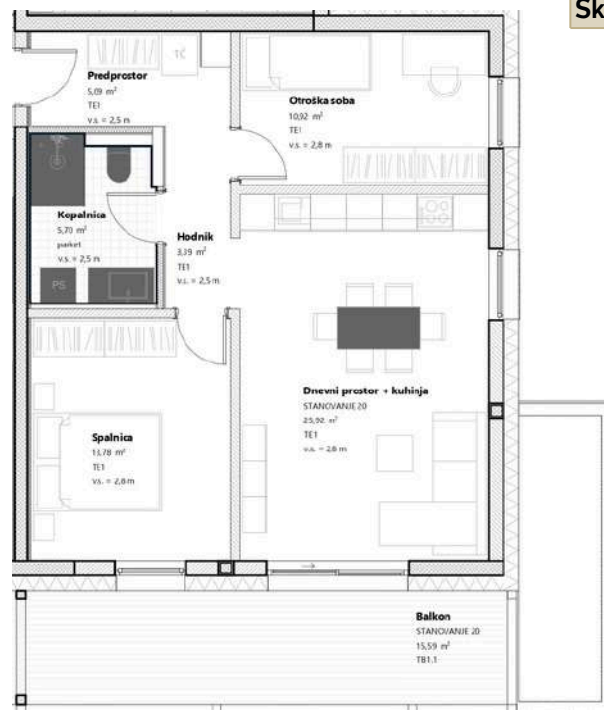 Sk
Predprostor
5,09 m²
TE1
v.s. = 2,5 m
TČ
Otroška soba
10,92 m²
TE1
v.s. = 2,8 m
Kopalnica
5,70 m²
parket
v.s. = 2,5 m
PS
Hodnik
3,39 m²
TE1
v.s. = 2,5 m
Dnevni prostor + kuhinja
STANOVANJE 20
25,92 m²
TE1
v.s. = 2,8 m
Spalnica
13,78 m²
TE1
v.s. = 2,8 m
Balkon
STANOVANJE 20
15,59 m²
TB1.1